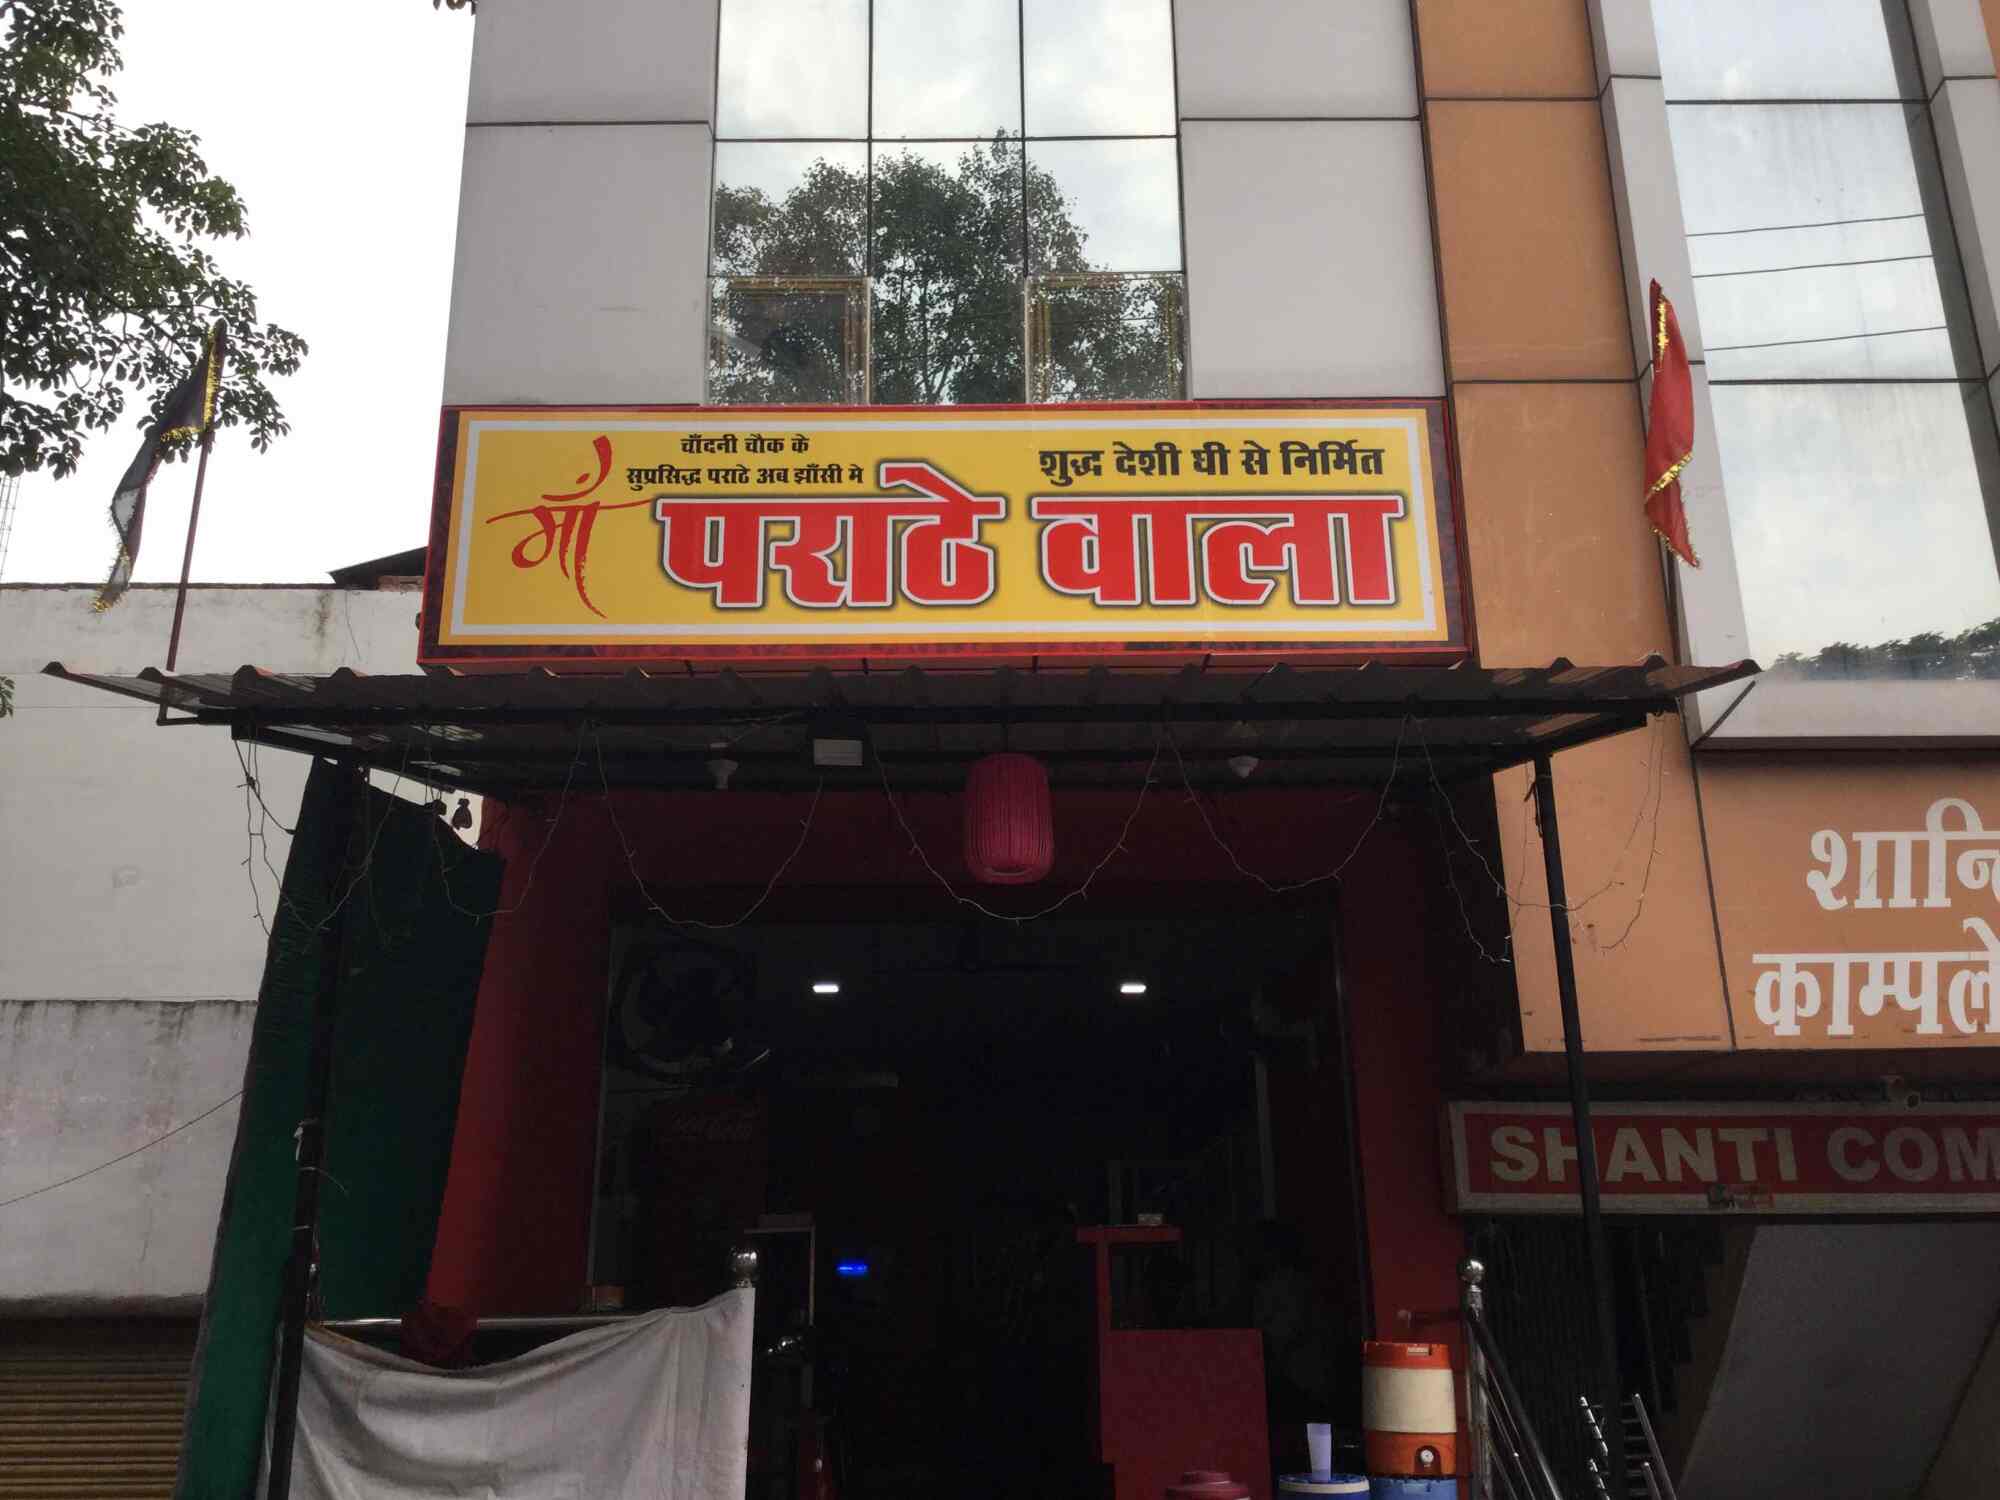 चाँदनी चौक के
सुप्रसिद्ध पराठे अब झाँसी मे
शुद्ध देशी घी से निर्मित
माँ पराठे वाला
काम्पले
SHANTI COM